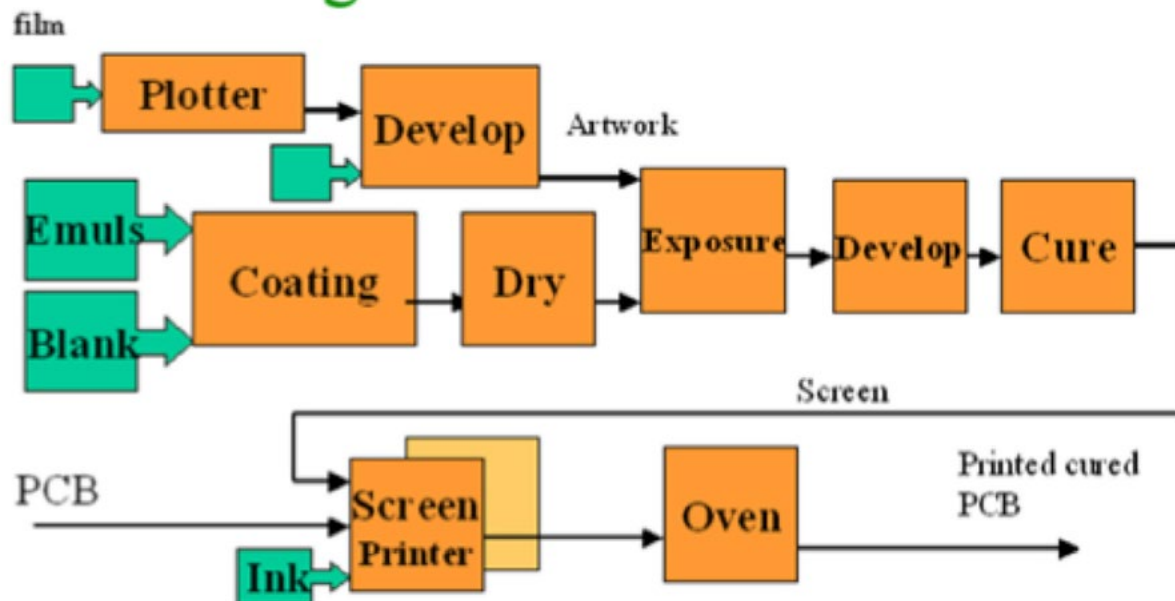 film
Plotter
Develop
Artwork
Emuls
Coating
Dry
Exposure
Develop
Cure
Blank
Screen
PCB
Screen
Printer
Ink
Oven
Printed cured
PCB